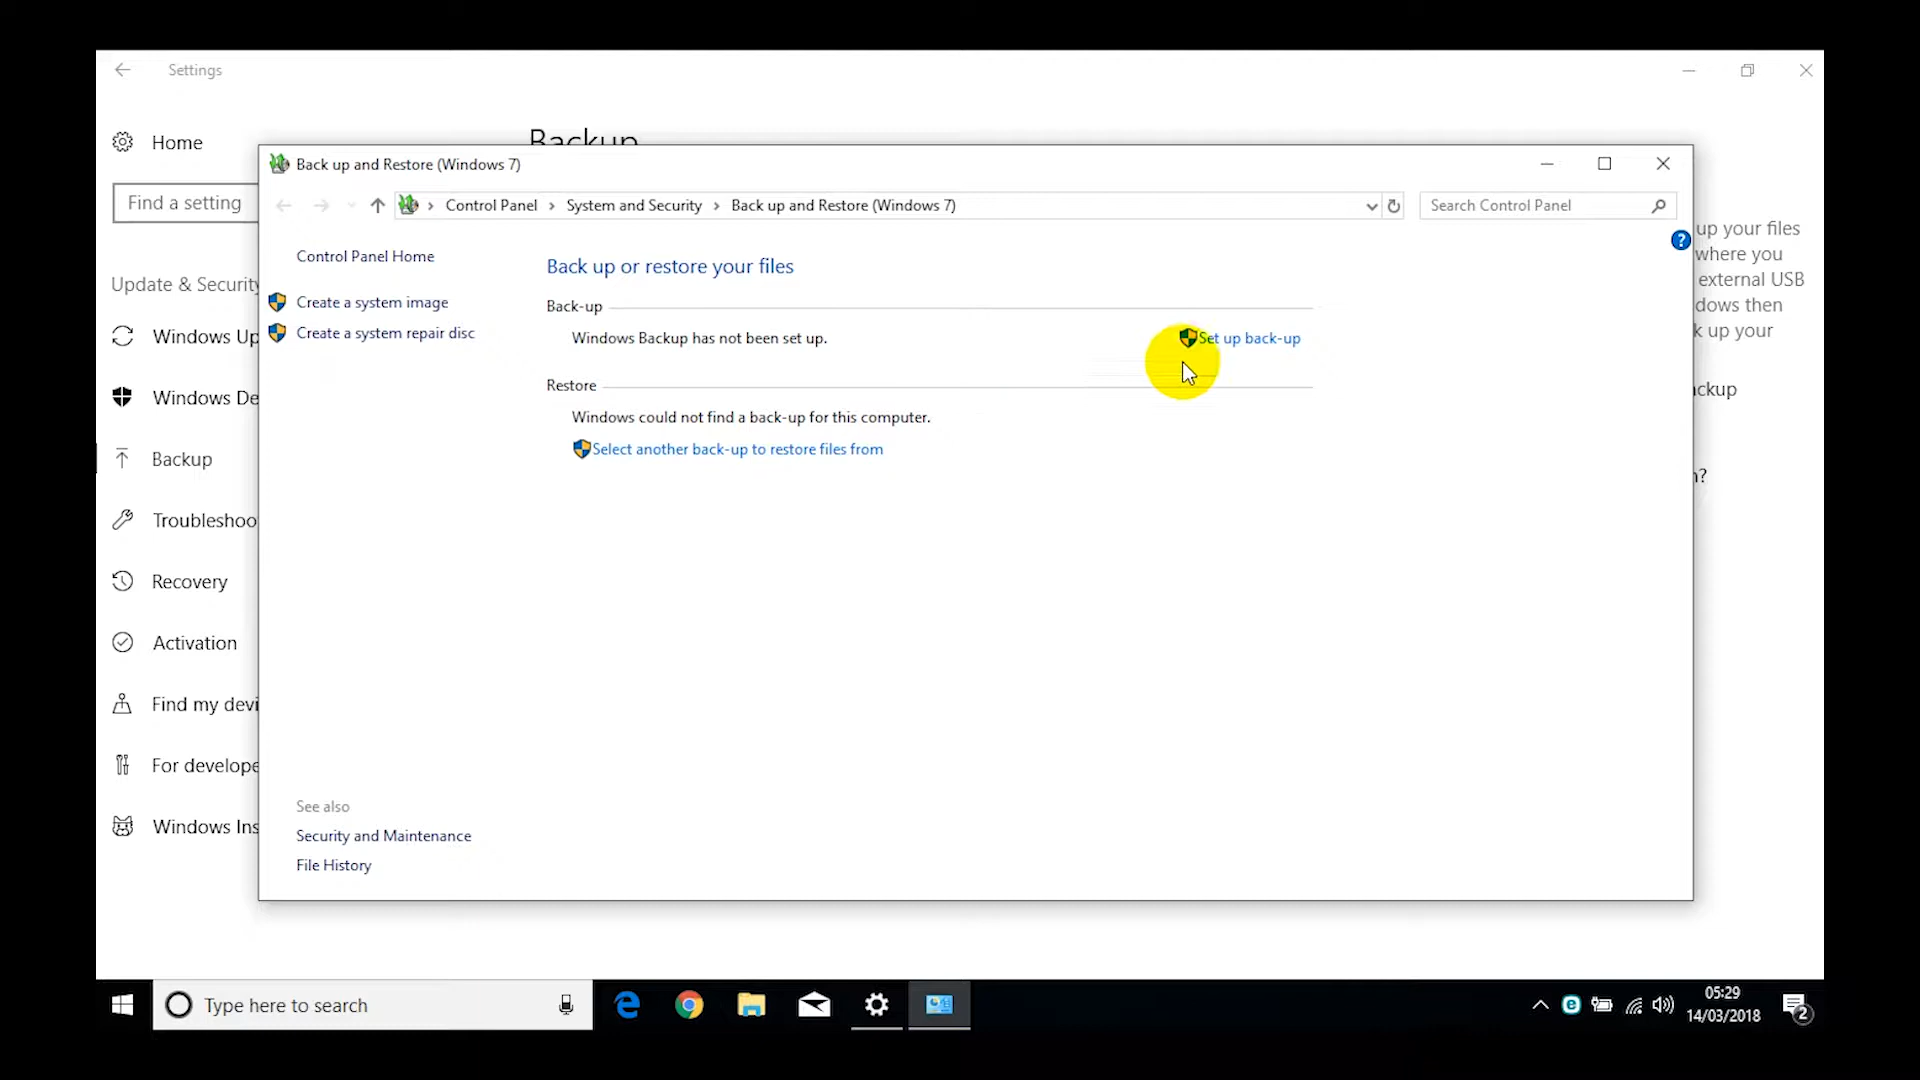 Settings
Home
Backup
Find a setting
Update & Security
Windows Up
Windows De
Backup
Troubleshoo
Recovery
Activation
Find my devi
For develope
Windows Ins
Back up and Restore (Windows 7)
Control Panel > System and Security > Back up and Restore (Windows 7)
Search Control Panel
?
Control Panel Home
Create a system image
Create a system repair disc
Back up or restore your files
Back-up
Windows Backup has not been set up.
Set up back-up
Restore
Windows could not find a back-up for this computer.
Select another back-up to restore files from
See also
Security and Maintenance
File History
up your files
where you
external USB
dows then
k up your
ackup
n?
Type here to search
05:29
14/03/2018
2